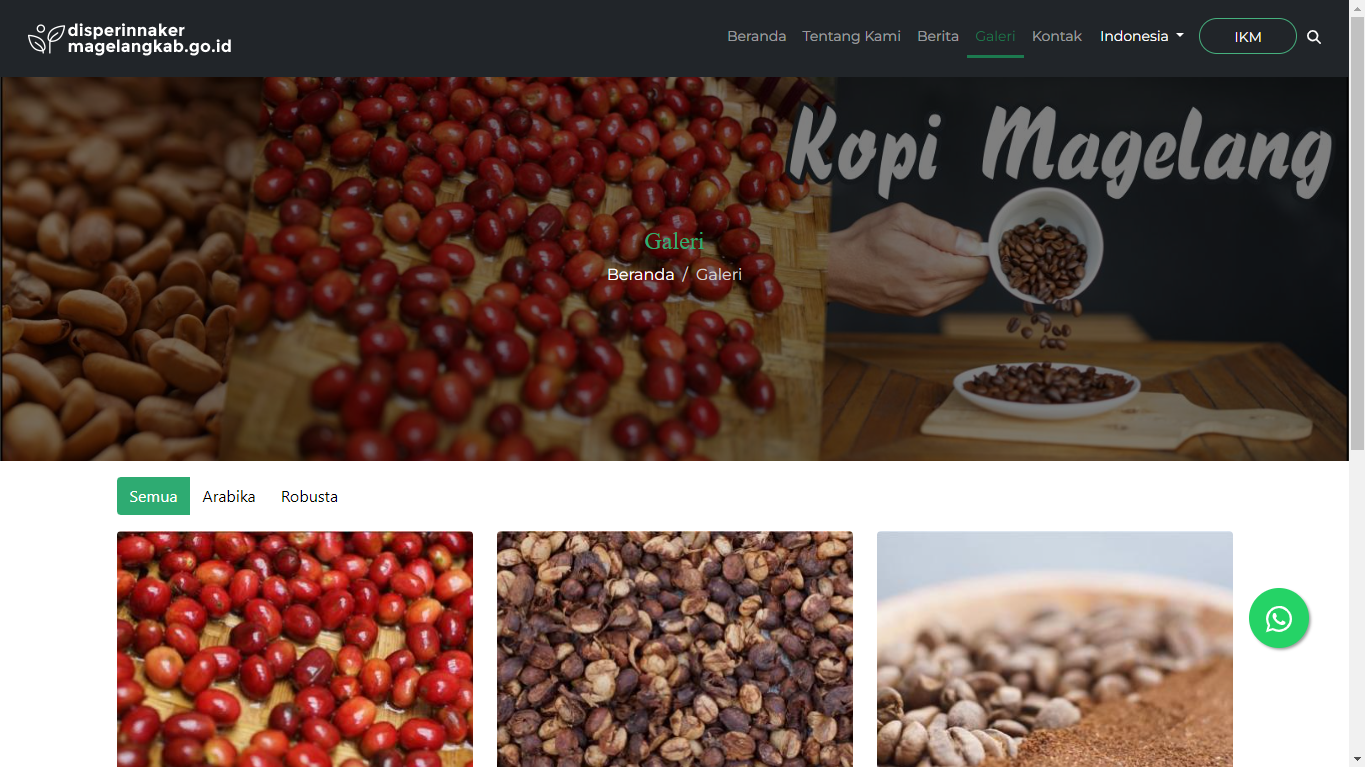 disperinnaker
magelangkab.go.id
Beranda Tentang Kami Berita Galeri Kontak Indonesia IKM
Kopi Magelang
Galeri
Beranda / Galeri
Semua Arabika Robusta